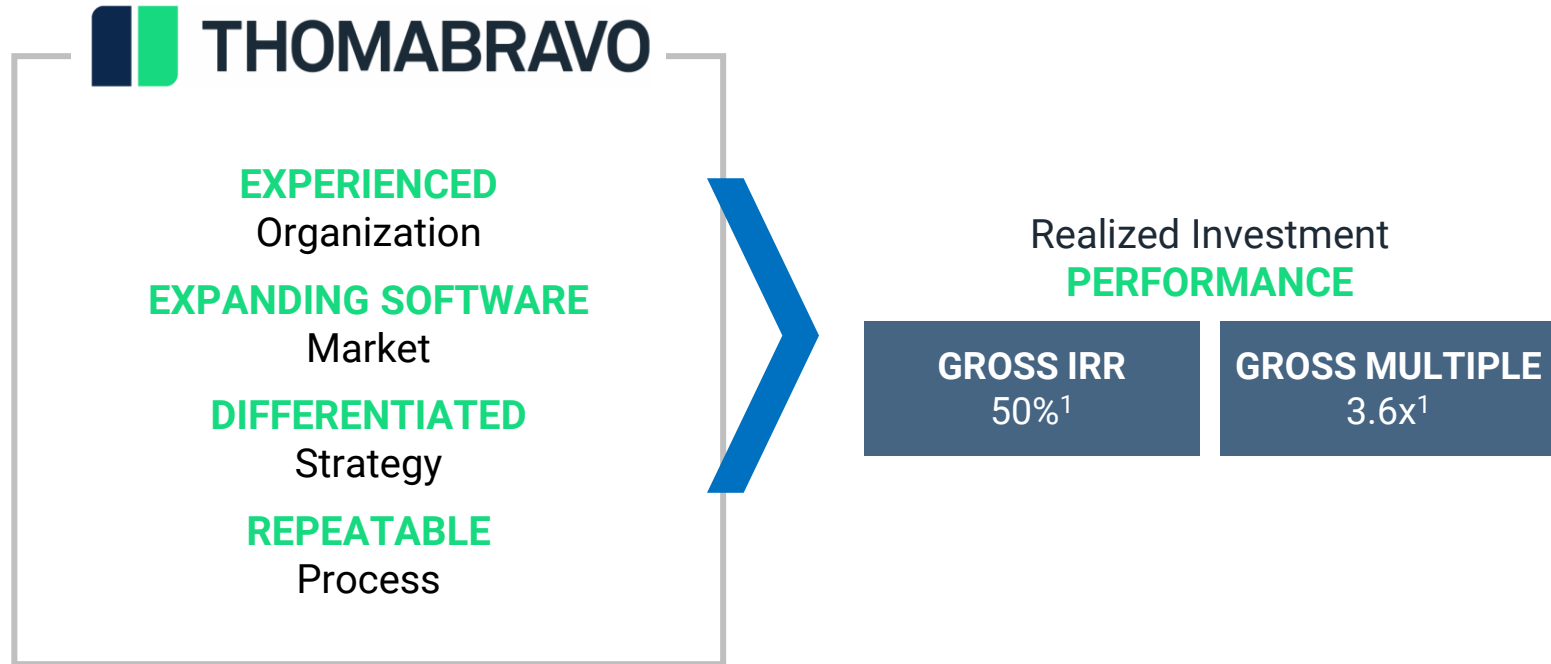 THOMABRAVO
EXPERIENCED
Organization
EXPANDING SOFTWARE
Market
DIFFERENTIATED
Strategy
REPEATABLE
Process
Realized Investment
PERFORMANCE
GROSS IRR
50%¹
GROSS MULTIPLE
3.6x¹